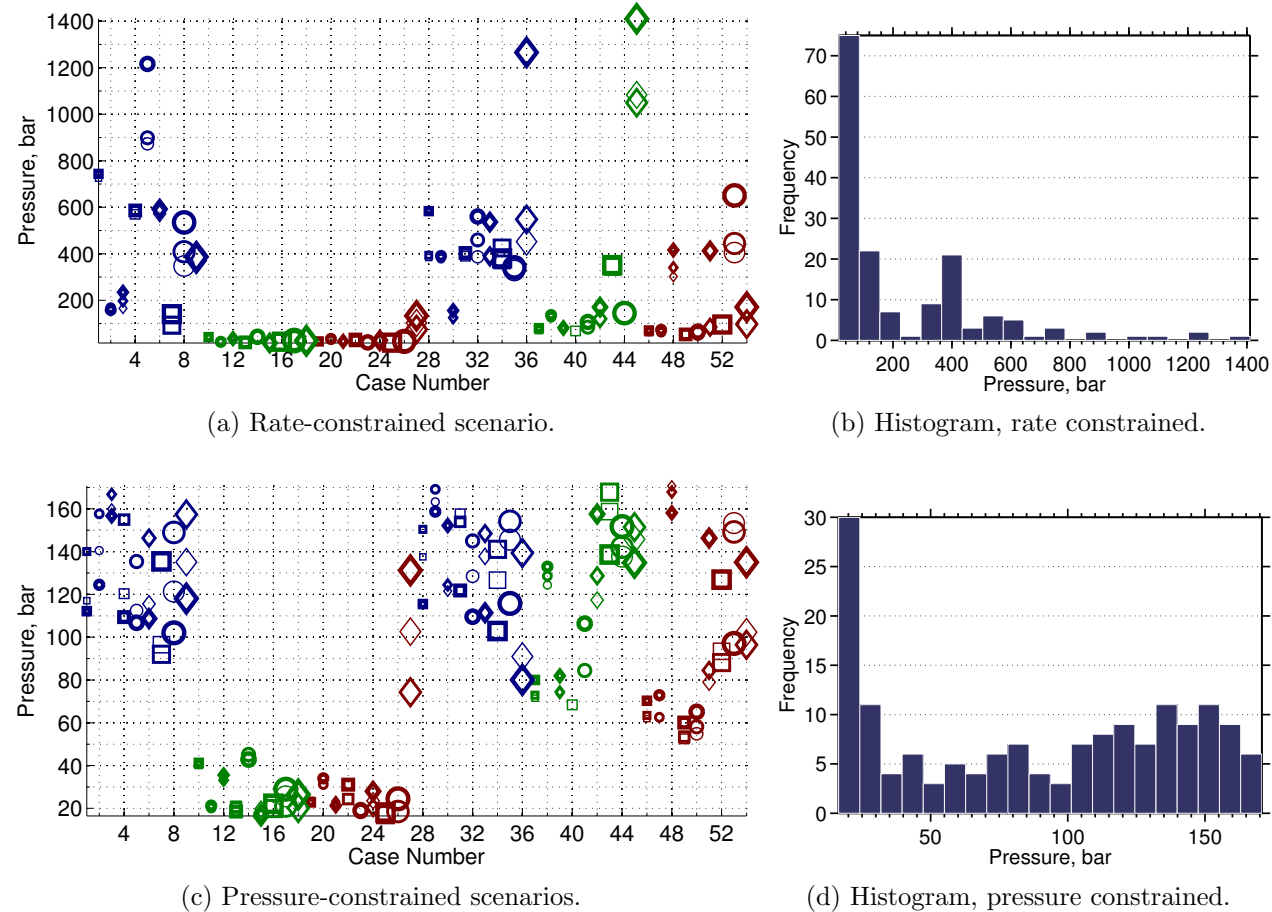 1400
1200
1000
800
600
400
200
Pressure, bar
4 8 12 16 20 24 28 32 36 40 44 48 52
Case Number
(a) Rate-constrained scenario.
70
60
50
40
30
20
10
0
Frequency
200 400 600 800 1000 1200 1400
Pressure, bar
(b) Histogram, rate constrained.
160
140
120
100
80
60
40
20
Pressure, bar
4 8 12 16 20 24 28 32 36 40 44 48 52
Case Number
(c) Pressure-constrained scenarios.
30
25
20
15
10
5
0
Frequency
50 100 150
Pressure, bar
(d) Histogram, pressure constrained.